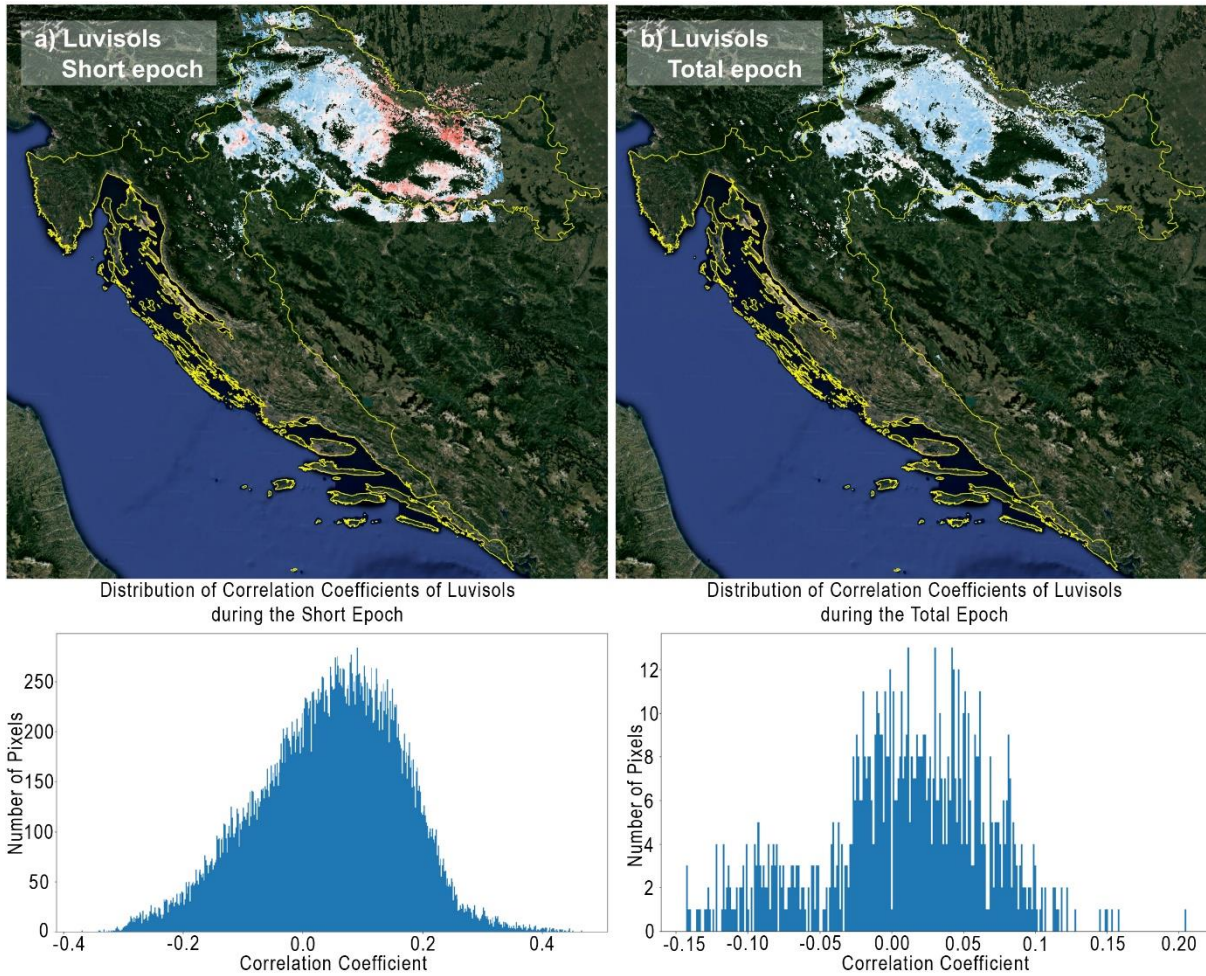 a) Luvisols
Short epoch
b) Luvisols
Total epoch
Distribution of Correlation Coefficients of Luvisols
during the Short Epoch
Number of Pixels
250
200
150
100
50
0
-0.4
-0.2
0.0
0.2
0.4
Correlation Coefficient
Distribution of Correlation Coefficients of Luvisols
during the Total Epoch
Number of Pixels
12
10
8
6
4
2
0
-0.15
-0.10
-0.05
0.00
0.05
0.1
0.15
0.20
Correlation Coefficient